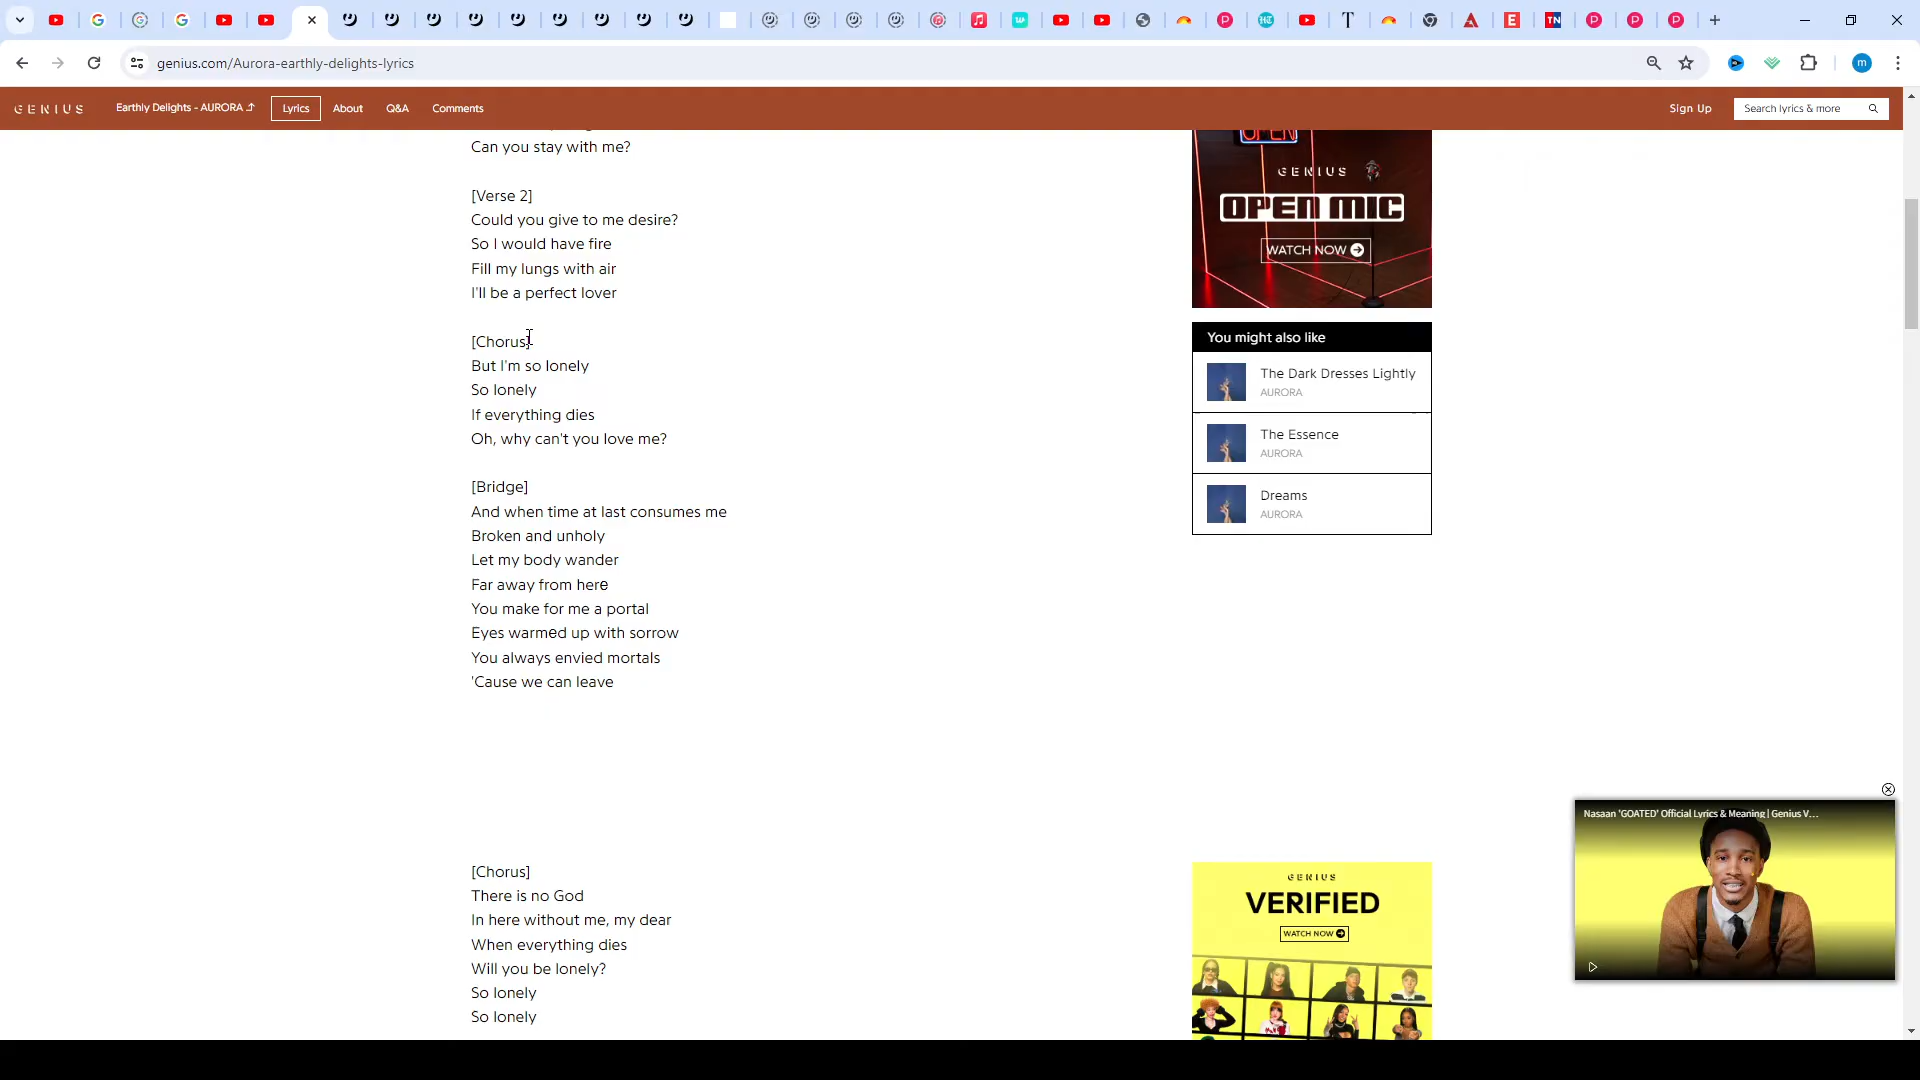 genius.com/Aurora-earthly-delights-lyrics
GENIUS
Earthly Delights - AURORA
Lyrics
About
Q&A
Comments
Sign Up
Search lyrics & more
Can you stay with me?
[Verse 2]
Could you give to me desire?
So I would have fire
Fill my lungs with air
I'll be a perfect lover
[Chorus]
But I'm so lonely
So lonely
If everything dies
Oh, why can't you love me?
[Bridge]
And when time at last consumes me
Broken and unholy
Let my body wander
Far away from here
You make for me a portal
Eyes warmed up with sorrow
You always envied mortals
'Cause we can leave
[Chorus]
There is no God
In here without me, my dear
When everything dies
Will you be lonely?
So lonely
So lonely
OPEN
GENIUS
OPEN MIC
WATCH NOW
You might also like
The Dark Dresses Lightly
AURORA
The Essence
AURORA
Dreams
AURORA
GENIUS
VERIFIED
WATCH NOW
Nasaan 'GOATED' Official Lyrics & Meaning | Genius V...